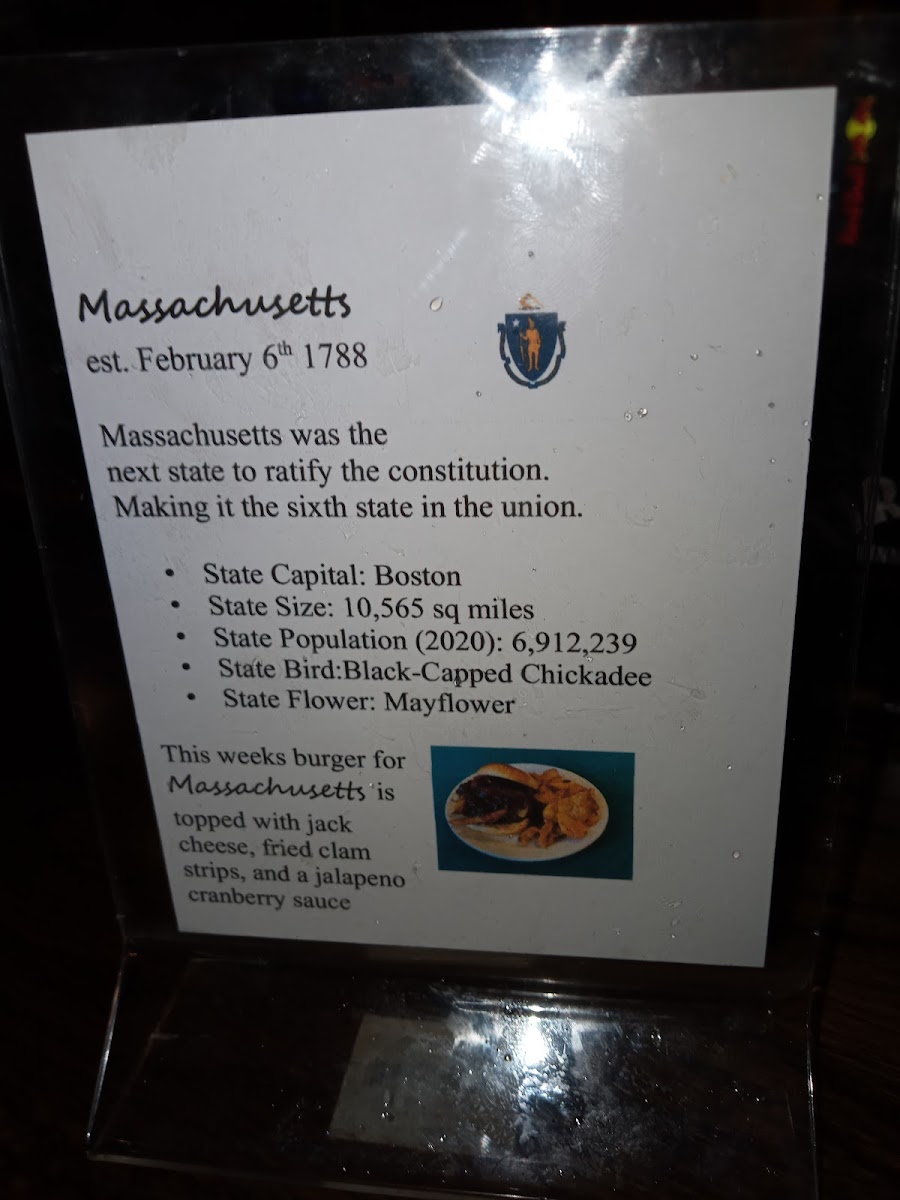 Massachusetts
est. February 6th 1788
Massachusetts was the
next state to ratify the constitution.
Making it the sixth state in the union.
• State Capital: Boston
• State Size: 10,565 sq miles
• State Population (2020): 6,912,239
• State Bird:Black-Capped Chickadee
• State Flower: Mayflower
This weeks burger for
Massachusetts is
topped with jack
cheese, fried clam
strips, and a jalapeno
cranberry sauce